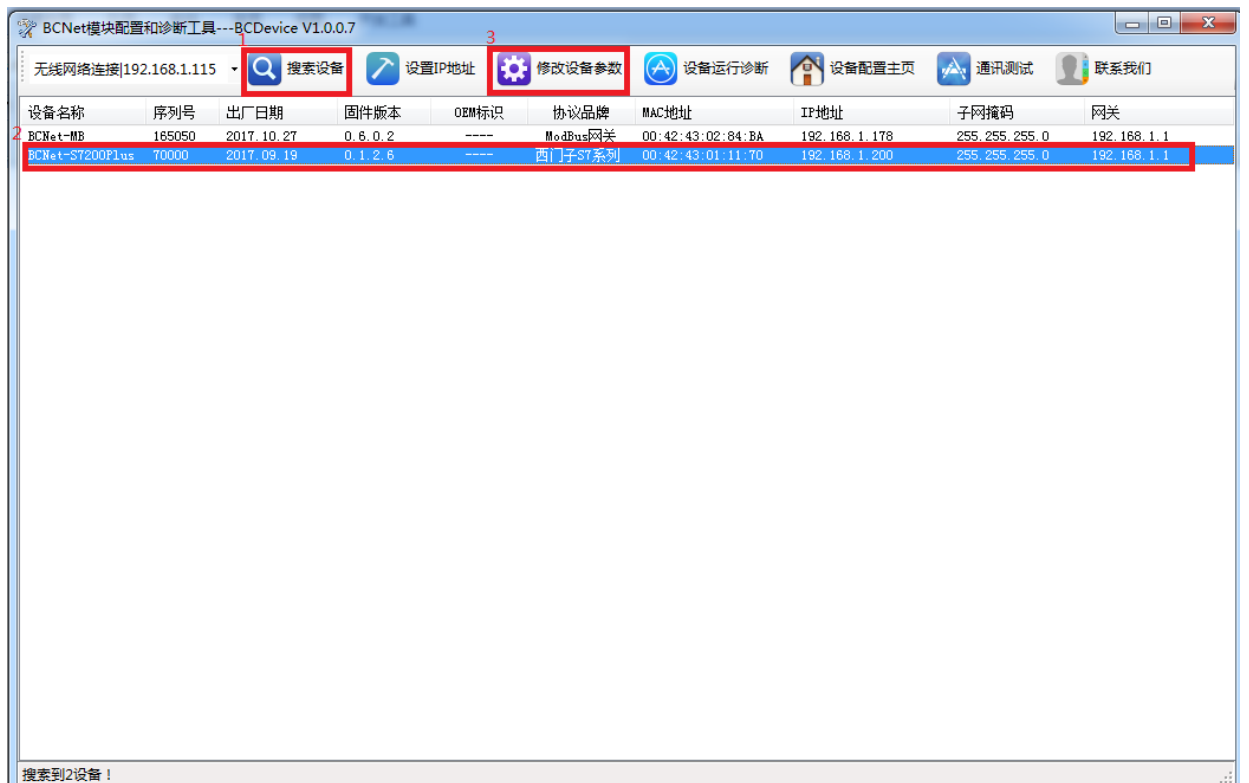 BCNet模块配置和诊断工具---BCDevice V1.0.0.7
1 3
无线网络连接|192.168.1.115 搜索设备 设置IP地址 修改设备参数 设备运行诊断 设备配置主页 通讯测试 联系我们
设备名称 序列号 出厂日期 固件版本 OEM标识 协议品牌 MAC地址 IP地址 子网掩码 网关
2 BCNet-MB 165050 2017.10.27 0.6.0.2 ---- ModBus网关 00:42:43:02:84:BA 192.168.1.178 255.255.255.0 192.168.1.1
BCNet-S7200Plus 70000 2017.09.19 0.1.2.6 ---- 西门子S7系列 00:42:43:01:11:70 192.168.1.200 255.255.255.0 192.168.1.1
搜索到2设备！